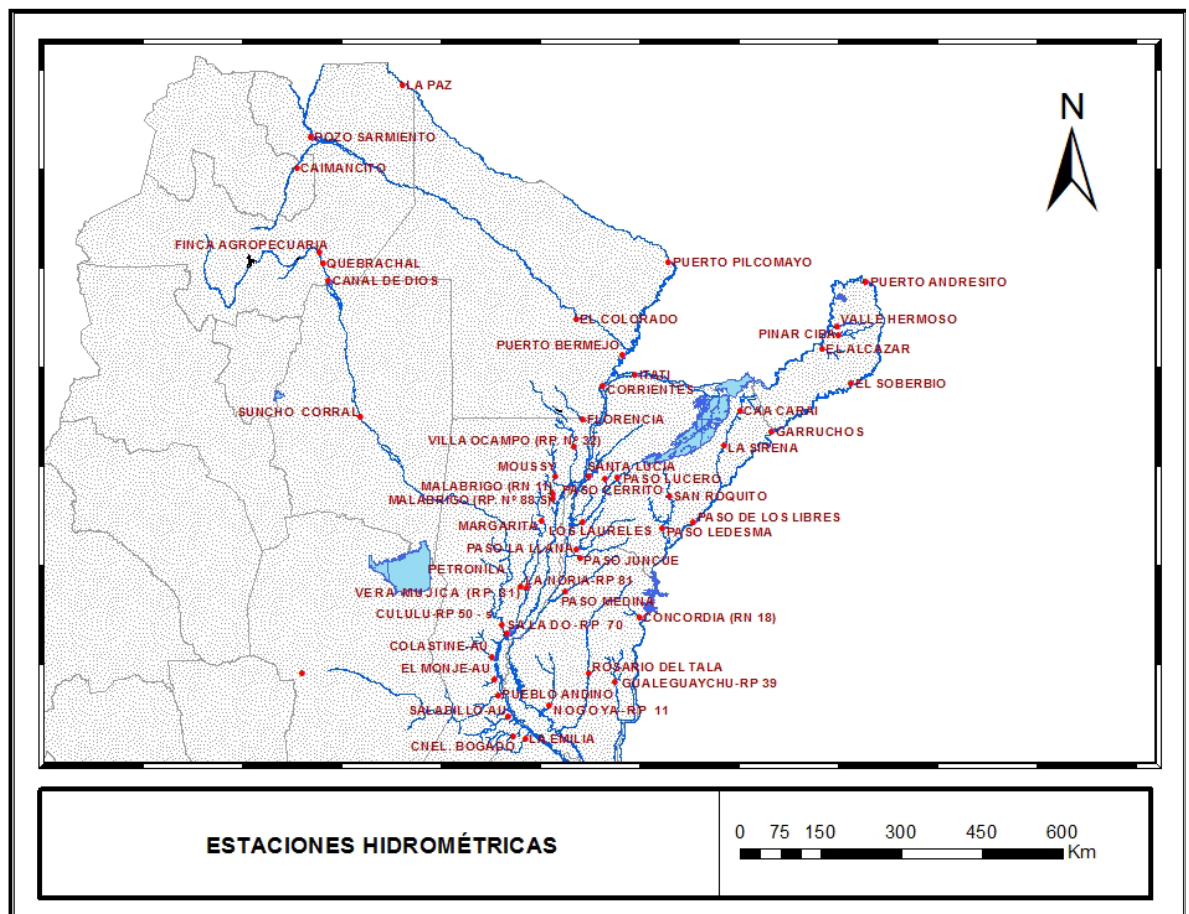 LA PAZ
N
POZO SARMIENTO
CAIMANCITO
FINCA AGROPECUARIA
QUEBRACHAL
PUERTO PILCOMAYO
CANAL DE DIOS
PUERTO ANDRESITO
EL COLORADO
VALLE HERMOSO
PINAR CIBA
PUERTO BERMEJO
EL ALCAZAR
ITATI
EL SOBERBIO
CORRIENTES
SUNCHO CORRAL
CAA CARAI
FLORENCIA
GARRUCHOS
VILLA OCAMPO (RP. Nº 32)
LA SIRENA
MOUSSY
SANTA LUCIA
PASO LUCERO
MALABRIGO (RN 11)
PASO CERRITO
SAN ROQUITO
MALABRIGO (RP. Nº 88 S)
PASO DE LOS LIBRES
MARGARITA
LOS LAURELES
PASO LEDESMA
PASO LA LLANA
PASO JUNCUE
PETRONILA
LA NORIA-RP 81
VERA MUJICA (RP 81)
PASO MEDINA
CULULU-RP 50 - s
CONCORDIA (RN 18)
SALADO-RP 70
COLASTINE-AU
EL MONJE-AU
ROSARIO DEL TALA
GUALEGUAYCHU-RP 39
PUEBLO ANDINO
SALADILLO-AU
NOGOYA-RP 11
CNEL. BOGADO
LA EMILIA
ESTACIONES HIDROMÉTRICAS
0 75 150 300 450 600
Km